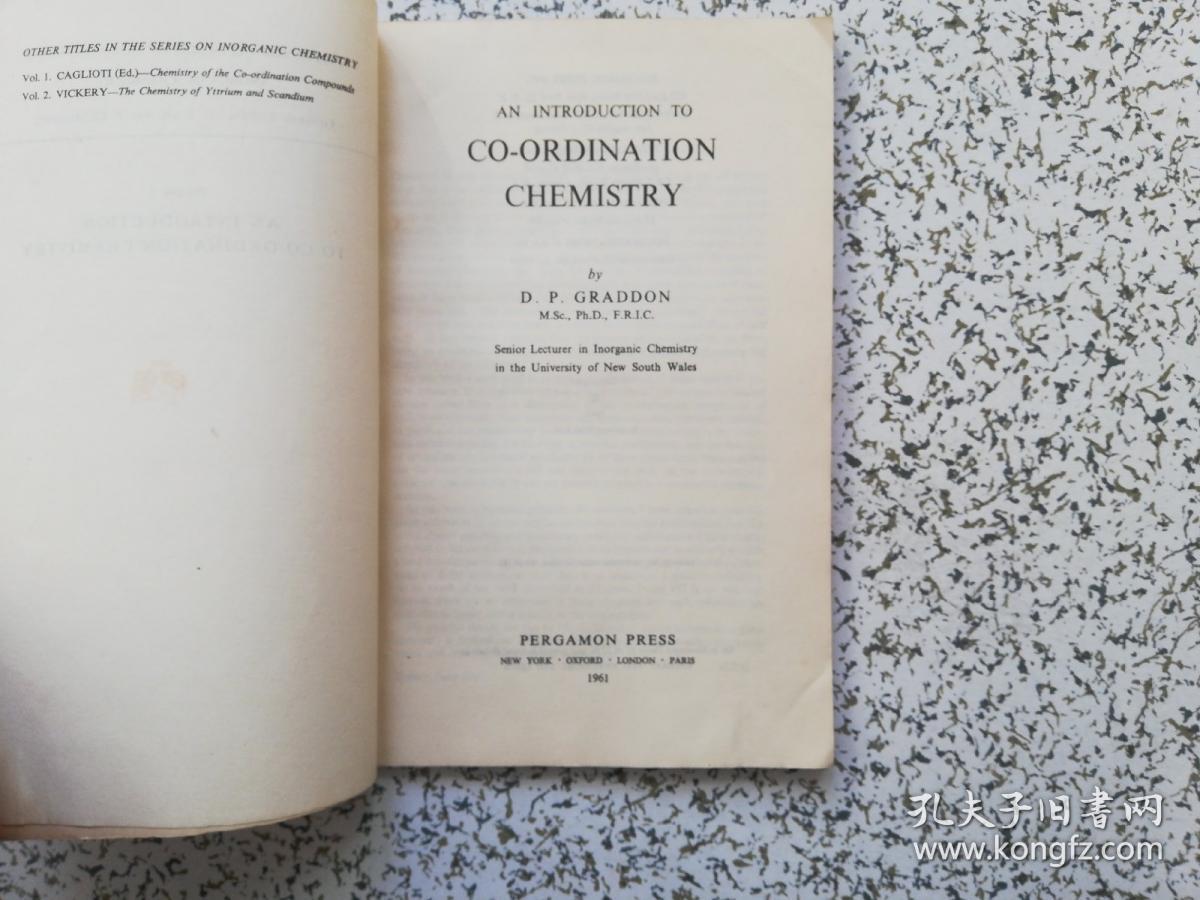 OTHER TITLES IN THE SERIES ON INORGANIC CHEMISTRY
Vol. 1. CAGLIOTI (Ed.)—Chemistry of the Co-ordination Compounds
Vol. 2. VICKERY—The Chemistry of Yttrium and Scandium
AN INTRODUCTION TO
CO-ORDINATION
CHEMISTRY
by
D. P. GRADDON
M.Sc., Ph.D., F.R.I.C.
Senior Lecturer in Inorganic Chemistry
in the University of New South Wales
PERGAMON PRESS
NEW YORK · OXFORD · LONDON · PARIS
1961
孔夫子旧书网
www.kongfz.com